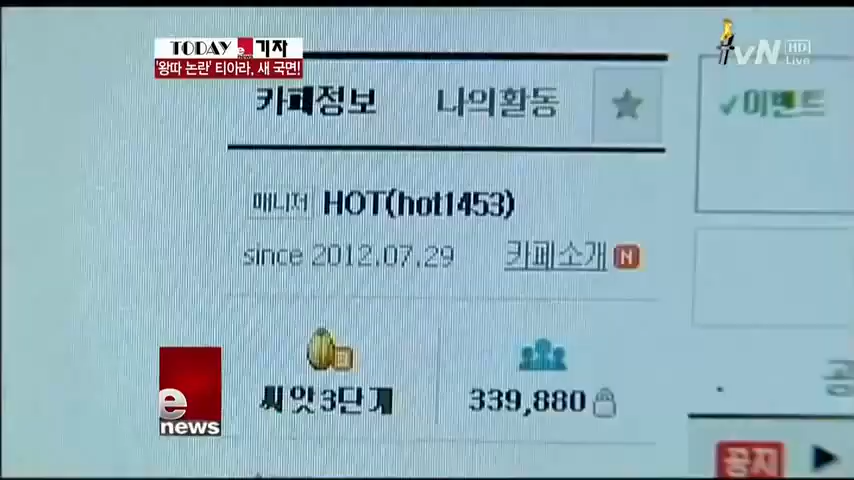 TODAY e news 기자
'왕따 논란' 티아라, 새 국면!
tvN HD
Live
카페정보 나의활동
✓이벤트
매니저 HOT(hot1453)
since 2012.07.29 카페소개 N
씨앗3단계 339,880
공지
e
news